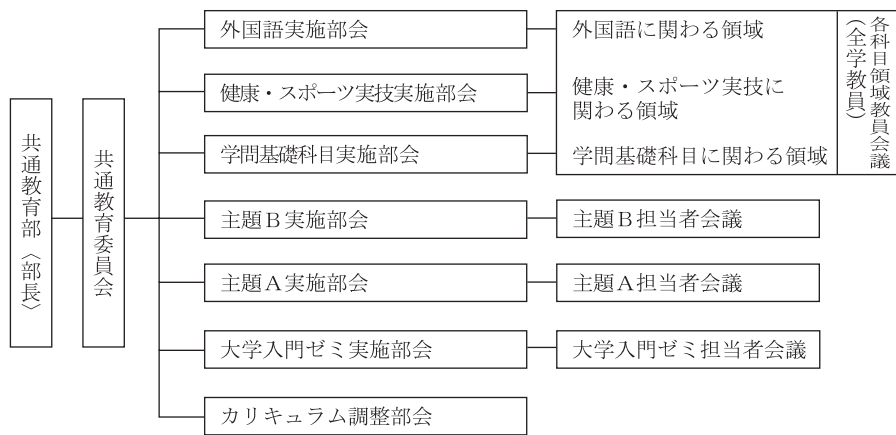 共通教育部〈部長〉
共通教育委員会
外国語実施部会
健康・スポーツ実技実施部会
学問基礎科目実施部会
主題B実施部会
主題A実施部会
大学入門ゼミ実施部会
カリキュラム調整部会
外国語に関わる領域
健康・スポーツ実技に
関わる領域
学問基礎科目に関わる領域
主題B担当者会議
主題A担当者会議
大学入門ゼミ担当者会議
各科目領域教員会議
(全学教員)